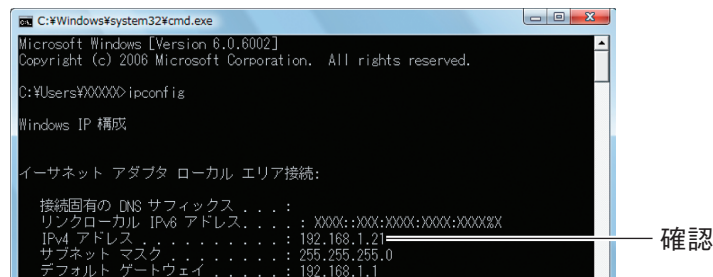 C:¥Windows¥system32¥cmd.exe
Microsoft Windows [Version 6.0.6002]
Copyright (c) 2006 Microsoft Corporation.  All rights reserved.
C:¥Users¥XXXXX>ipconfig
Windows IP 構成
イーサネット アダプタ ローカル エリア接続:
接続固有の DNS サフィックス . . . :
リンクローカル IPv6 アドレス. . . . : XXXX::XXX:XXXX:XXXX:XXXX%XX
IPv4 アドレス . . . . . . . . . . : 192.168.1.21 確認
サブネット マスク . . . . . . . . : 255.255.255.0
デフォルト ゲートウェイ . . . . . : 192.168.1.1